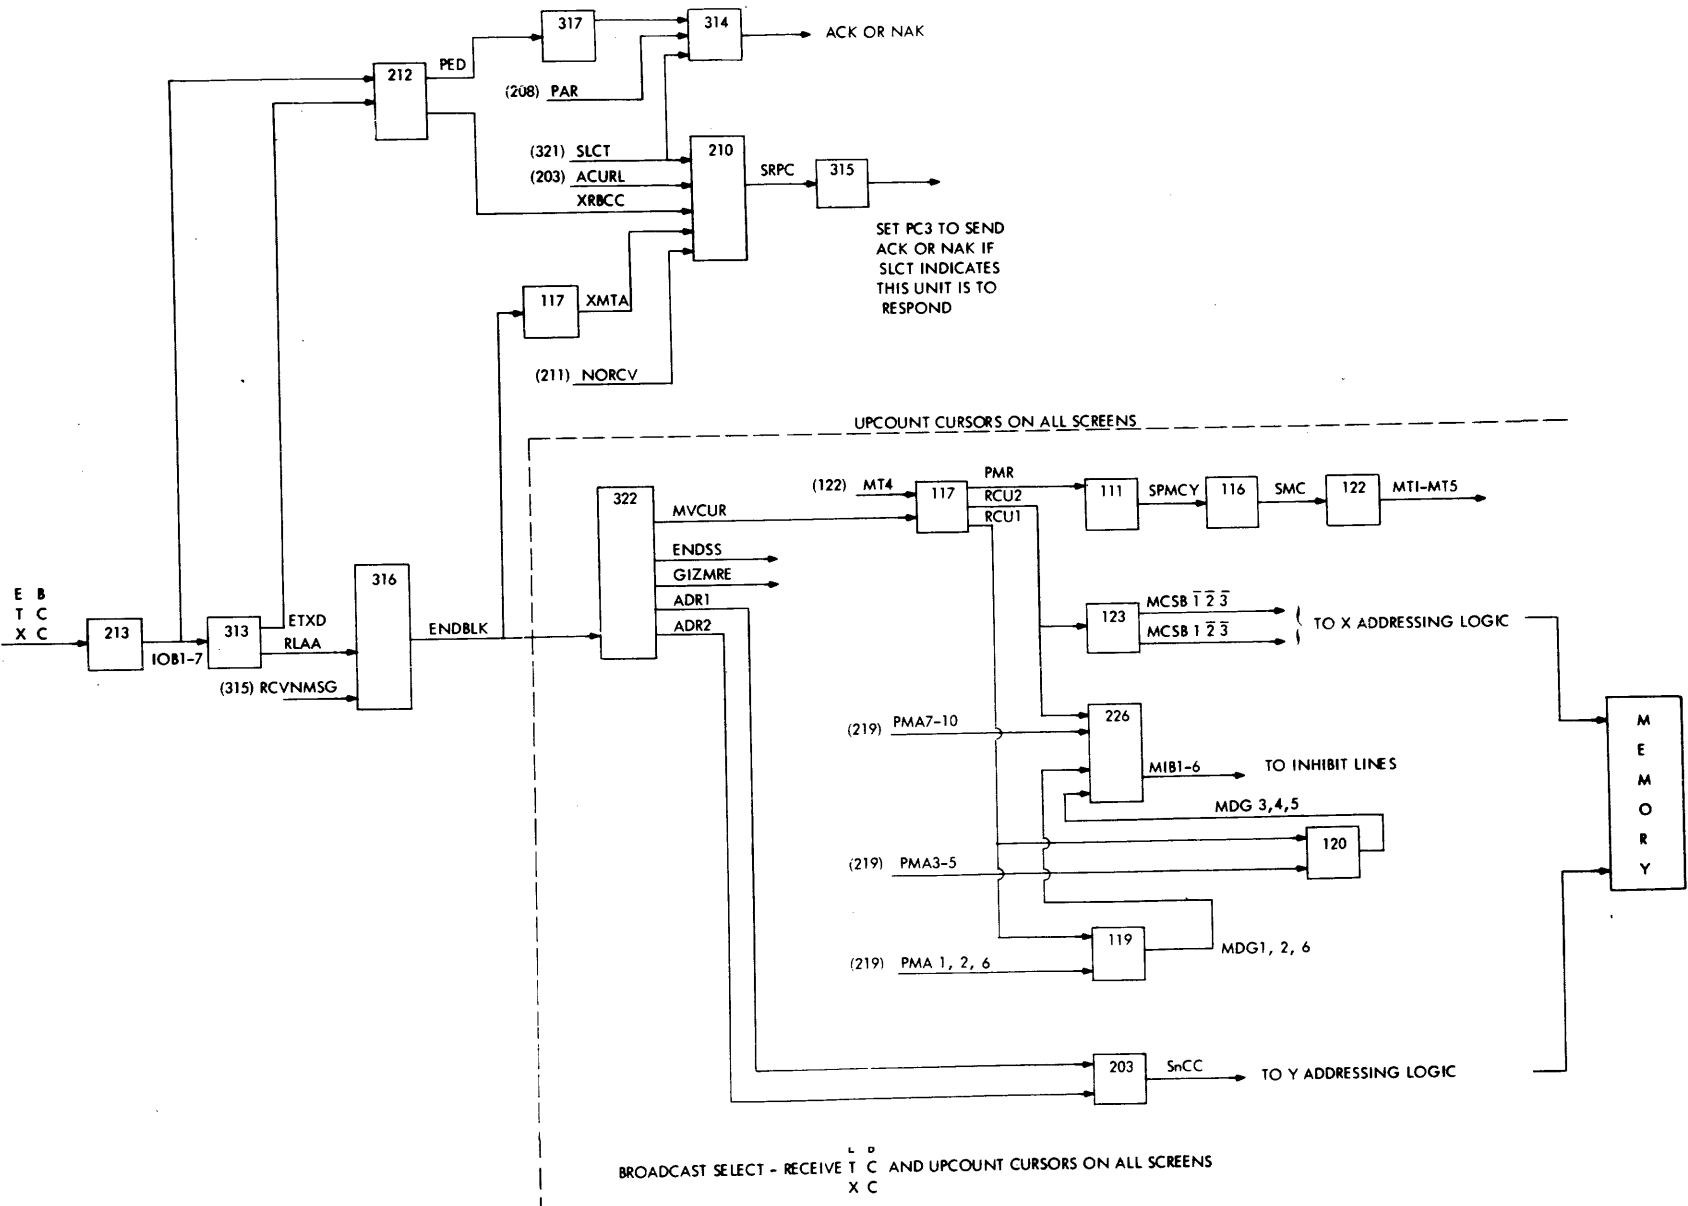 317
314
ACK OR NAK
212
PED
(208) PAR
(321) SLCT
(203) ACURL
XRBCC
210
SRPC
315
SET PC3 TO SEND
ACK OR NAK IF
SLCT INDICATES
THIS UNIT IS TO
RESPOND
117
XMTA
(211) NORCV
UPCOUNT CURSORS ON ALL SCREENS
322
MVCUR
ENDSS
GIZMRE
ADR1
ADR2
(122) MT4
117
PMR
RCU2
RCU1
111
SPMCY
116
SMC
122
MT1-MT5
E B
T C
X C
213
IOB1-7
313
ETXD
RLAA
(315) RCVNMSG
316
ENDBLK
123
MCSB 1̅ 2̅ 3̅
MCSB 1 2̅ 3̅
TO X ADDRESSING LOGIC
(219) PMA7-10
226
MIB1-6
TO INHIBIT LINES
MDG 3,4,5
120
(219) PMA3-5
119
MDG1, 2, 6
(219) PMA 1, 2, 6
M
E
M
O
R
Y
203
SnCC
TO Y ADDRESSING LOGIC
BROADCAST SELECT - RECEIVE T C AND UPCOUNT CURSORS ON ALL SCREENS
X C